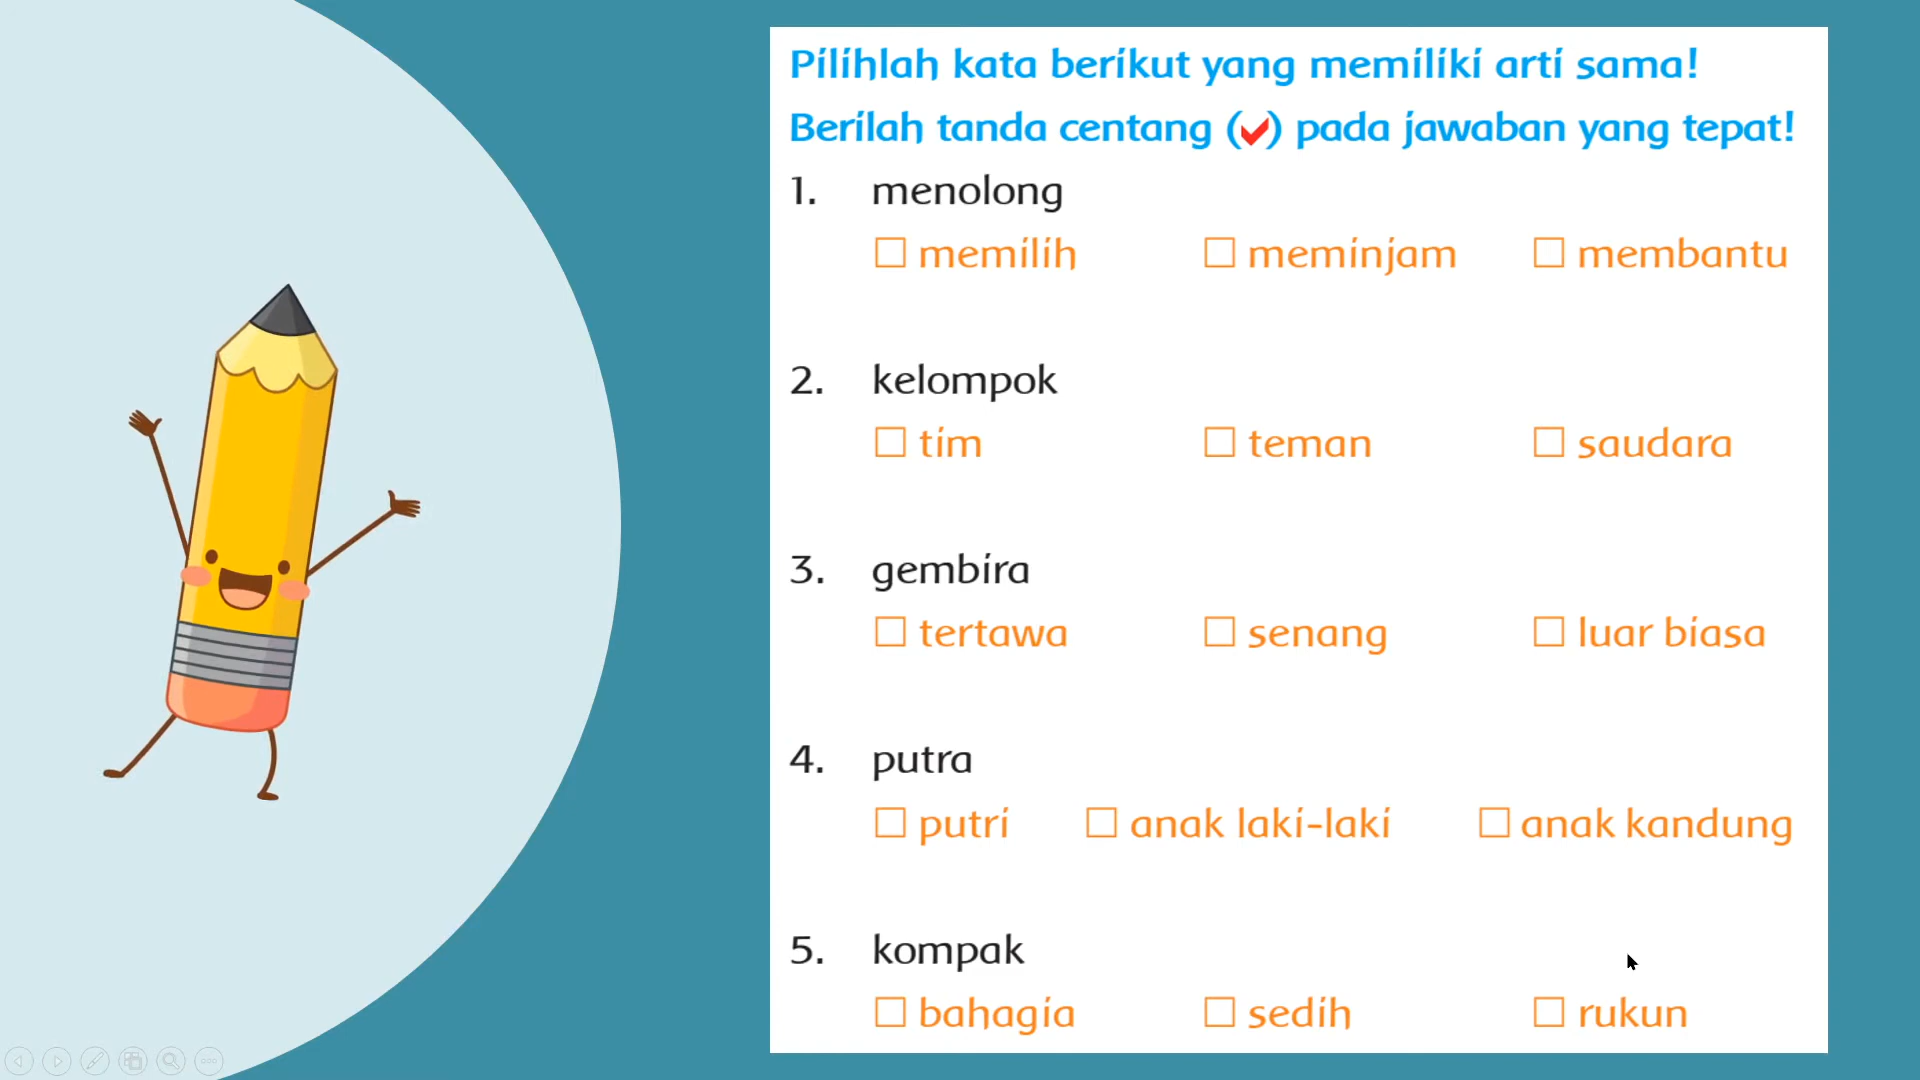 Pilihlah kata berikut yang memiliki arti sama!
Berilah tanda centang (✓) pada jawaban yang tepat!
1. menolong
☐ memilih ☐ meminjam ☐ membantu
2. kelompok
☐ tim ☐ teman ☐ saudara
3. gembira
☐ tertawa ☐ senang ☐ luar biasa
4. putra
☐ putri ☐ anak laki-laki ☐ anak kandung
5. kompak
☐ bahagia ☐ sedih ☐ rukun